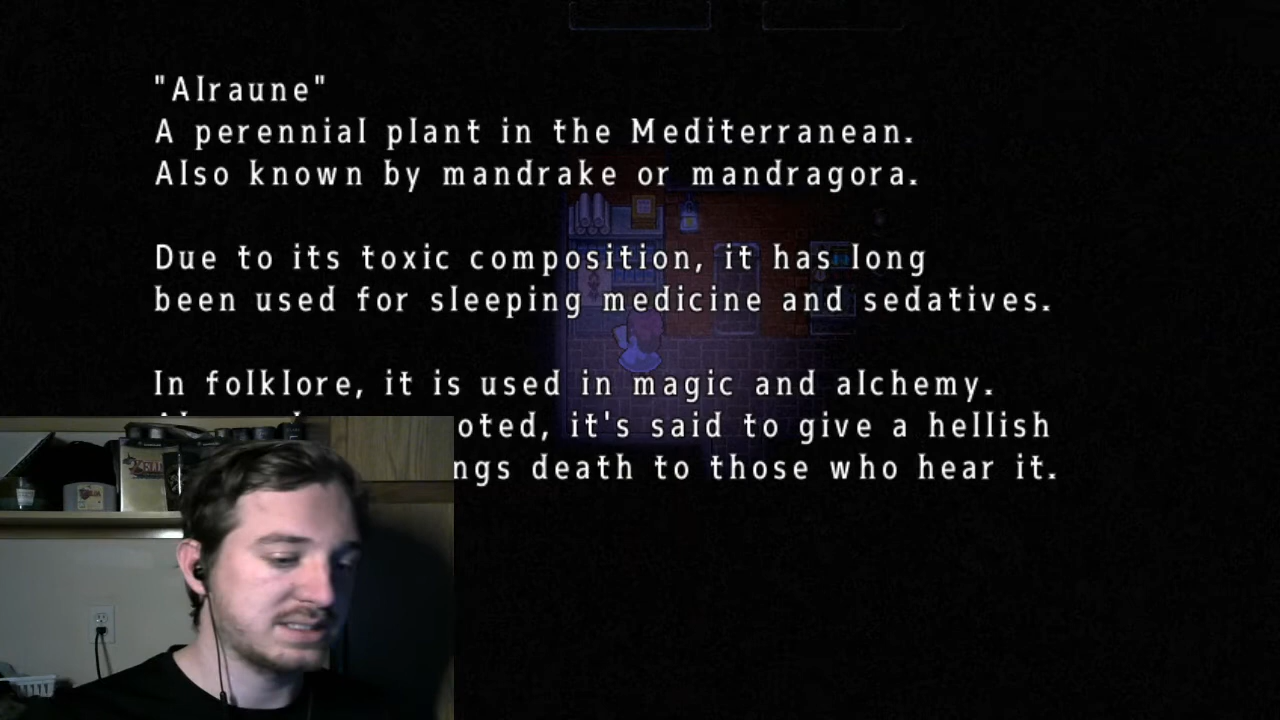 "Alraune"
A perennial plant in the Mediterranean.
Also known by mandrake or mandragora.
Due to its toxic composition, it has long
been used for sleeping medicine and sedatives.
In folklore, it is used in magic and alchemy.
oted, it's said to give a hellish
ngs death to those who hear it.